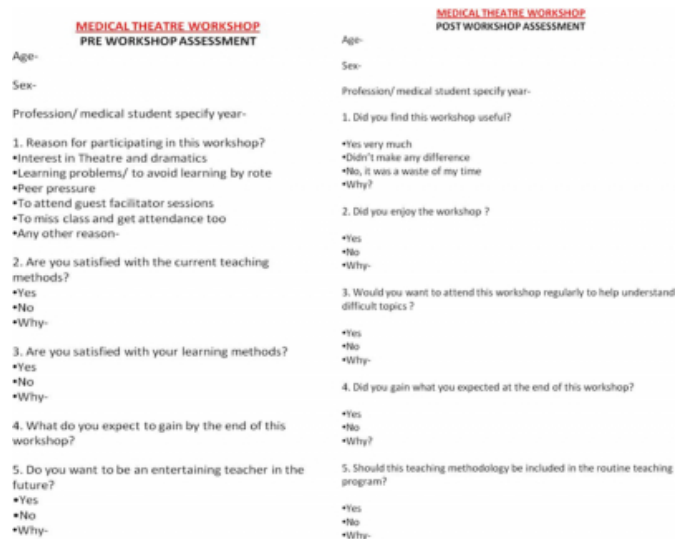 MEDICAL THEATRE WORKSHOP
PRE WORKSHOP ASSESSMENT
Age-
Sex-
Profession/ medical student specify year-
1. Reason for participating in this workshop?
•Interest in Theatre and dramatics
•Learning problems/ to avoid learning by rote
•Peer pressure
•To attend guest facilitator sessions
•To miss class and get attendance too
•Any other reason-
2. Are you satisfied with the current teaching
methods?
•Yes
•No
•Why-
3. Are you satisfied with your learning methods?
•Yes
•No
•Why-
4. What do you expect to gain by the end of this
workshop?
5. Do you want to be an entertaining teacher in the
future?
•Yes
•No
•Why-
MEDICAL THEATRE WORKSHOP
POST WORKSHOP ASSESSMENT
Age-
Sex-
Profession/ medical student specify year-
1. Did you find this workshop useful?
•Yes very much
•Didn't make any difference
•No, it was a waste of my time
•Why?
2. Did you enjoy the workshop ?
•Yes
•No
•Why-
3. Would you want to attend this workshop regularly to help understand
difficult topics ?
•Yes
•No
•Why-
4. Did you gain what you expected at the end of this workshop?
•Yes
•No
•Why?
5. Should this teaching methodology be included in the routine teaching
program?
•Yes
•No
•Why-